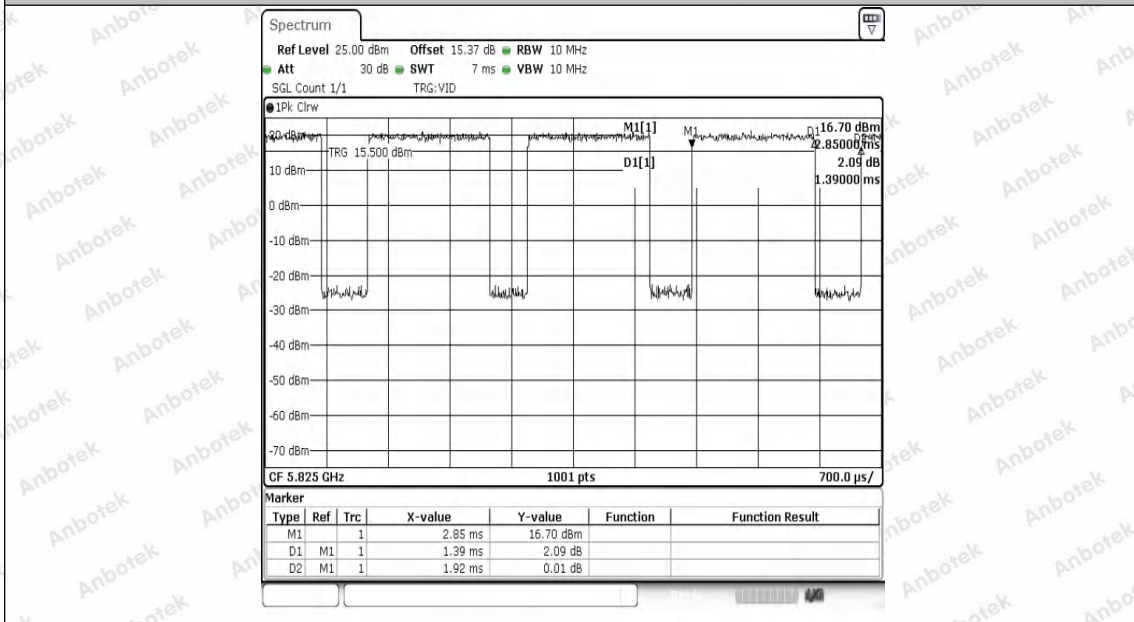 Spectrum
Ref Level 25.00 dBm Offset 15.37 dB RBW 10 MHz
Att 30 dB SWT 7 ms VBW 10 MHz
SGL Count 1/1 TRG:VID
1Pk Clrw
M1[1] 16.70 dBm
2.85000 ms
D1[1] 2.09 dB
1.39000 ms
M1
D1
20 dBm
TRG 15.500 dBm
10 dBm
0 dBm
-10 dBm
-20 dBm
-30 dBm
-40 dBm
-50 dBm
-60 dBm
-70 dBm
CF 5.825 GHz 1001 pts 700.0 µs/
Marker
Type Ref Trc X-value Y-value Function Function Result
M1 1 2.85 ms 16.70 dBm
D1 M1 1 1.39 ms 2.09 dB
D2 M1 1 1.92 ms 0.01 dB
Anbotek